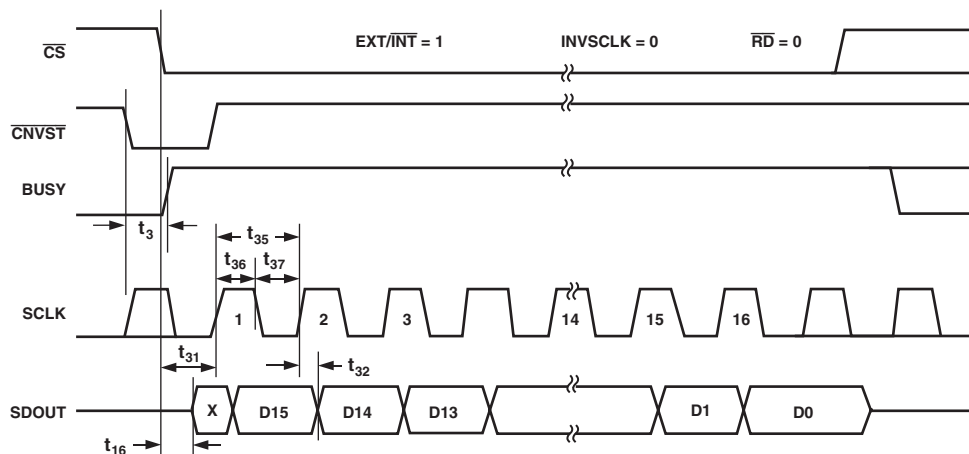 EXT/INT = 1 INVSCLK = 0 RD = 0
CS
CNVST
BUSY
t3
t35
t36 t37
SCLK
1 2 3 14 15 16
t31
t32
SDOUT
X D15 D14 D13 D1 D0
t16